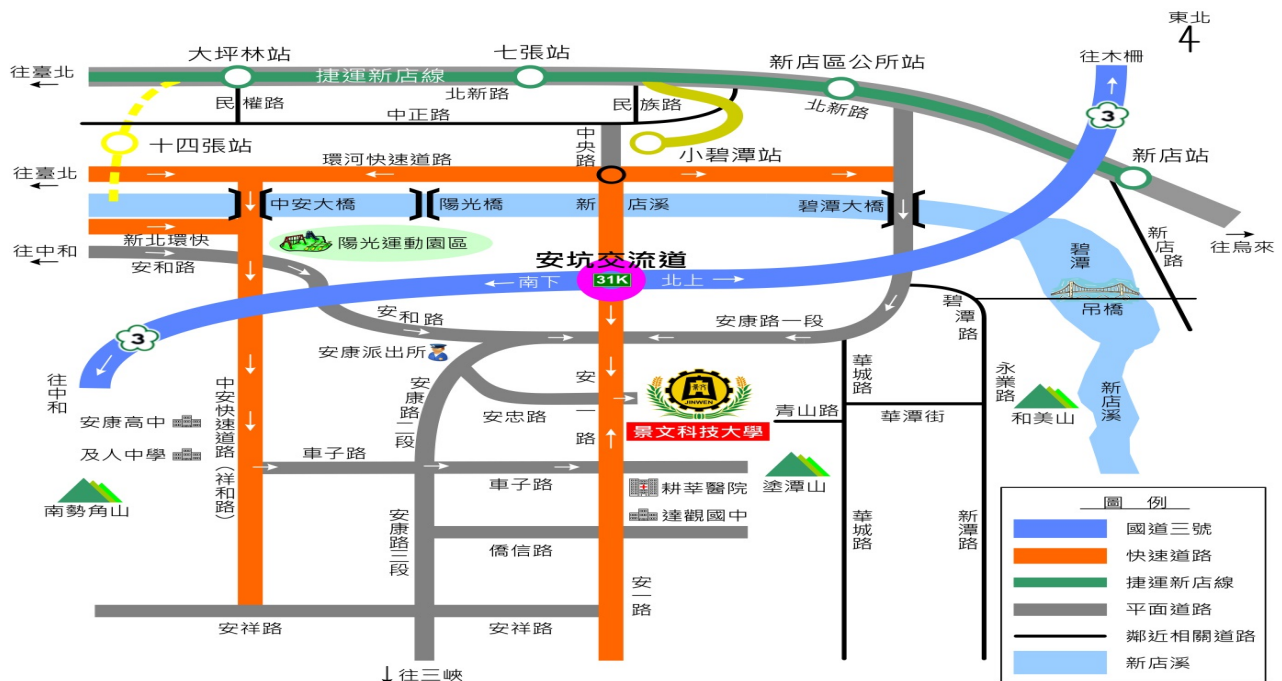 東北
4
大坪林站
七張站
新店區公所站
往木柵
往臺北
捷運新店線
北新路
北新路
3
民權路
中正路
民族路
十四張站
中央路
小碧潭站
新店站
環河快速道路
往臺北
中安大橋
陽光橋
新店溪
碧潭大橋
往烏來
新北環快
陽光運動園區
往中和
安和路
安坑交流道
碧潭
新店路
31K
南下
北上
吊橋
碧潭路
安和路
安康路一段
3
安康派出所
往中和
中安快速道路(祥和路)
安康路二段
安一路
JINWEN
華城路
永業路
新店溪
安忠路
青山路
華潭街
和美山
安康高中
景文科技大學
及人中學
車子路
車子路
耕莘醫院
塗潭山
南勢角山
達觀國中
安康路三段
僑信路
華城路
新潭路
安一路
安祥路
安祥路
往三峽
圖例
國道三號
快速道路
捷運新店線
平面道路
鄰近相關道路
新店溪